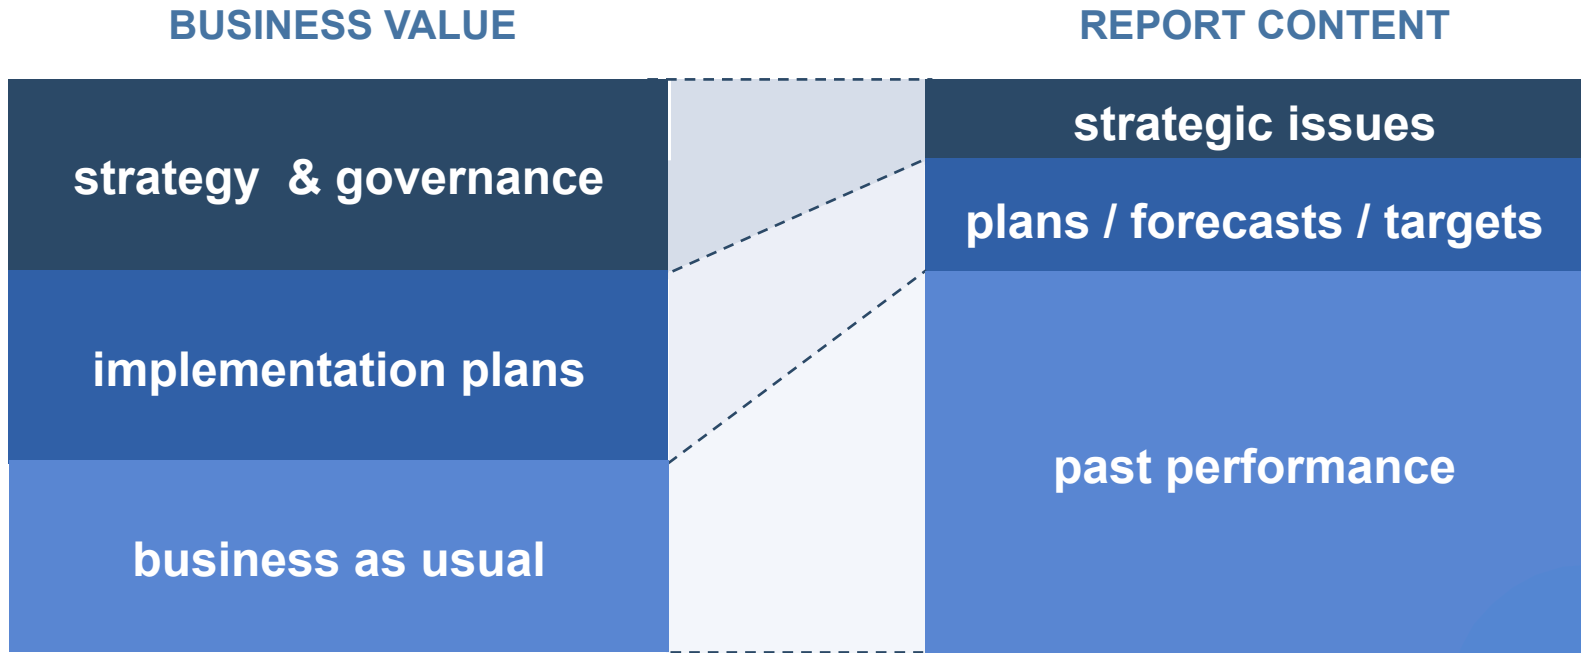 BUSINESS VALUE
REPORT CONTENT
strategy  & governance
implementation plans
business as usual
strategic issues
plans / forecasts / targets
past performance